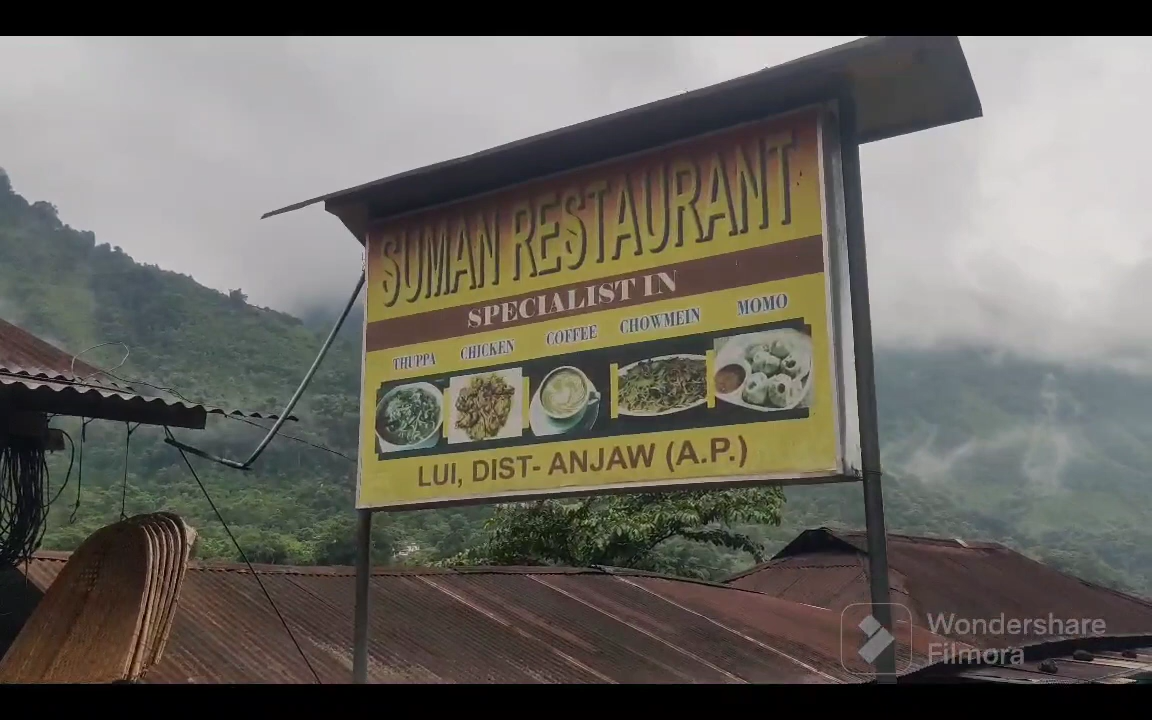 SUMAN RESTAURANT
SPECIALIST IN
THUPPA CHICKEN COFFEE CHOWMEIN MOMO
LUI, DIST- ANJAW (A.P.)
Wondershare
Filmora